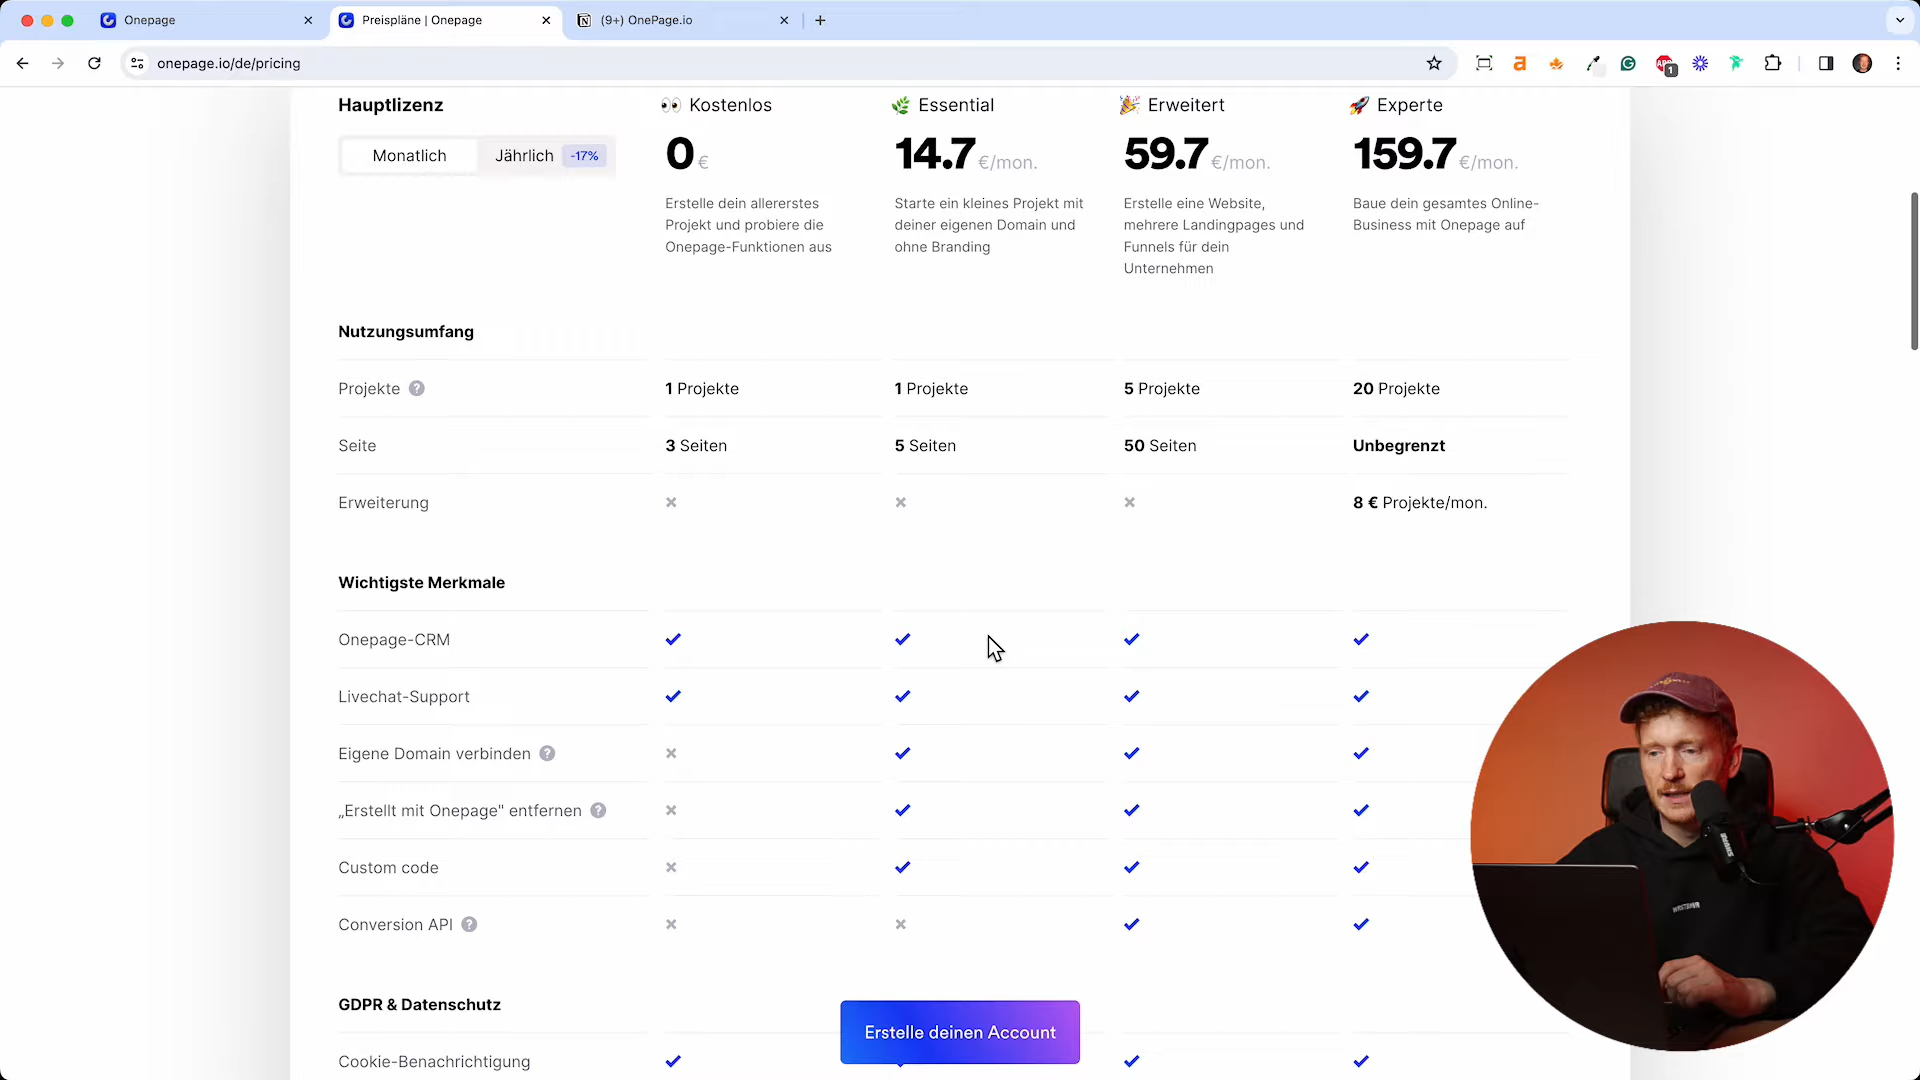 Onepage
Preispläne | Onepage
(9+) OnePage.io
onepage.io/de/pricing
1
Hauptlizenz
Monatlich
Jährlich -17%
👀 Kostenlos
0 €
Erstelle dein allererstes
Projekt und probiere die
Onepage-Funktionen aus
🌿 Essential
14.7 €/mon.
Starte ein kleines Projekt mit
deiner eigenen Domain und
ohne Branding
🎉 Erweitert
59.7 €/mon.
Erstelle eine Website,
mehrere Landingpages und
Funnels für dein
Unternehmen
🚀 Experte
159.7 €/mon.
Baue dein gesamtes Online-
Business mit Onepage auf
Nutzungsumfang
Projekte ? 1 Projekte 1 Projekte 5 Projekte 20 Projekte
Seite 3 Seiten 5 Seiten 50 Seiten Unbegrenzt
Erweiterung × × × 8 € Projekte/mon.
Wichtigste Merkmale
Onepage-CRM ✓ ✓ ✓ ✓
Livechat-Support ✓ ✓ ✓ ✓
Eigene Domain verbinden ? × ✓ ✓ ✓
„Erstellt mit Onepage" entfernen ? × ✓ ✓ ✓
Custom code × ✓ ✓ ✓
Conversion API ? × × ✓ ✓
GDPR & Datenschutz
Erstelle deinen Account
Cookie-Benachrichtigung ✓ ✓ ✓